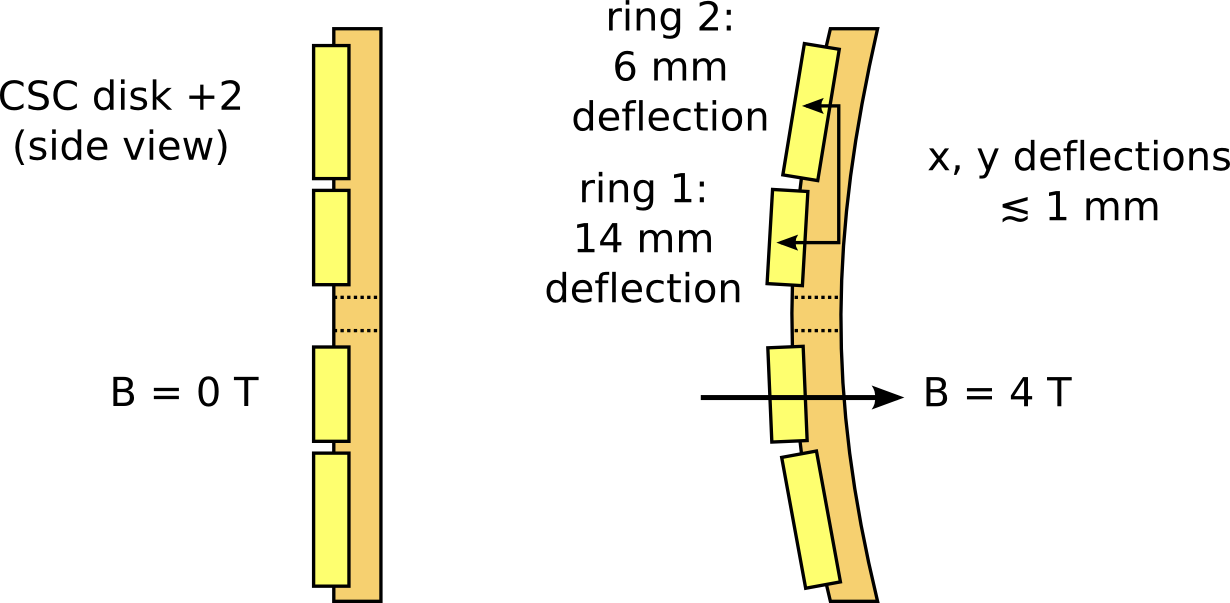 CSC disk +2
(side view)
B = 0 T
ring 2:
6 mm
deflection
ring 1:
14 mm
deflection
x, y deflections
≲ 1 mm
B = 4 T